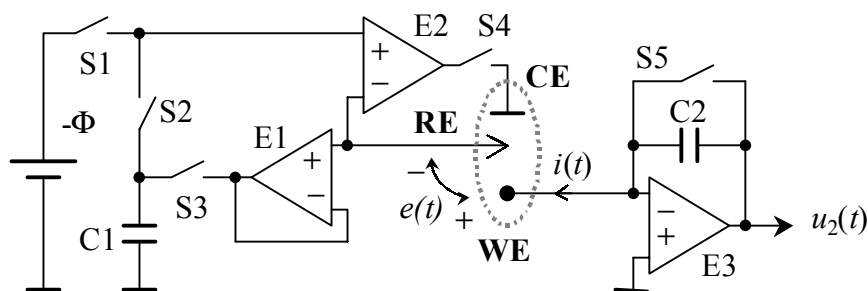 S1
E2
S4
+
−
CE
S5
-Φ
S2
E1
RE
C2
+
−
−
i(t)
S3
e(t)
+
−
+
u₂(t)
C1
WE
E3